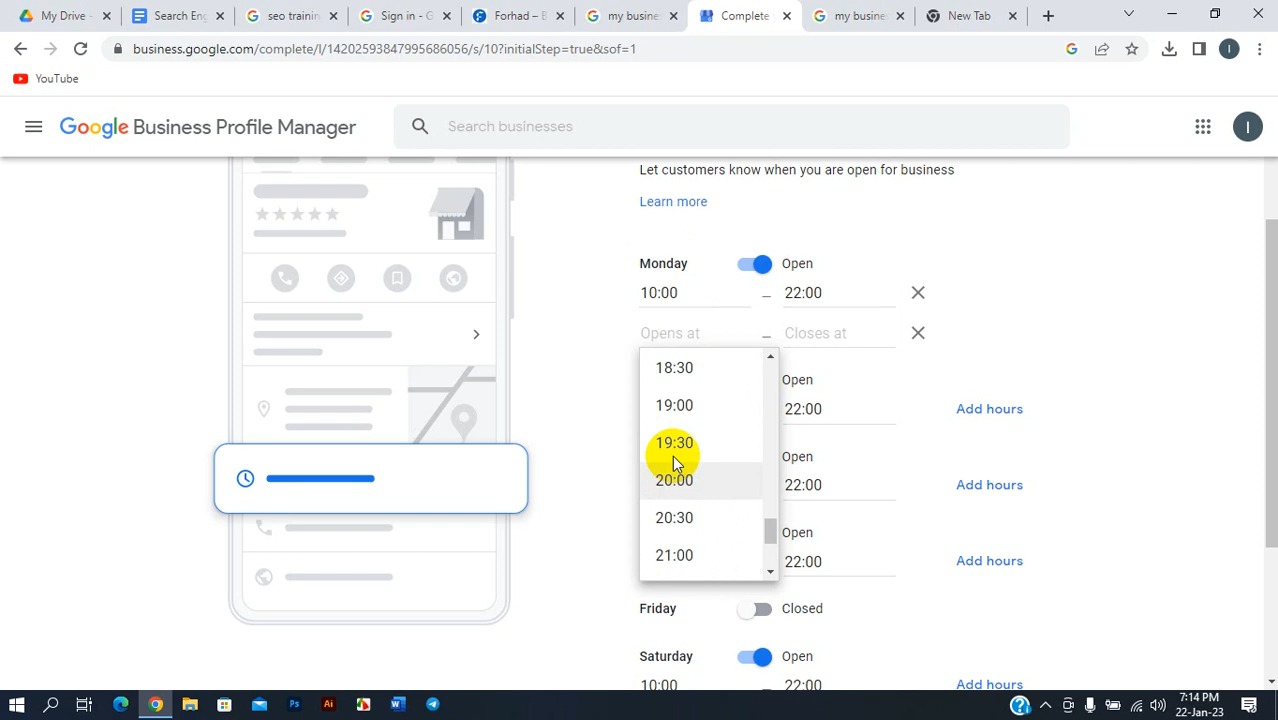 My Drive -
Search Eng
seo trainin
Sign in - G
Forhad – B
my busine
Complete
my busine
New Tab
business.google.com/complete/l/14202593847995686056/s/10?initialStep=true&sof=1
I
YouTube
Google Business Profile Manager
Search businesses
I
Let customers know when you are open for business
Learn more
Monday
Open
10:00
–
22:00
Opens at
–
Closes at
18:30
19:00
19:30
20:00
20:30
21:00
Open
22:00
Add hours
Open
22:00
Add hours
Open
22:00
Add hours
Friday
Closed
Saturday
Open
10:00
22:00
Add hours
7:14 PM
22-Jan-23